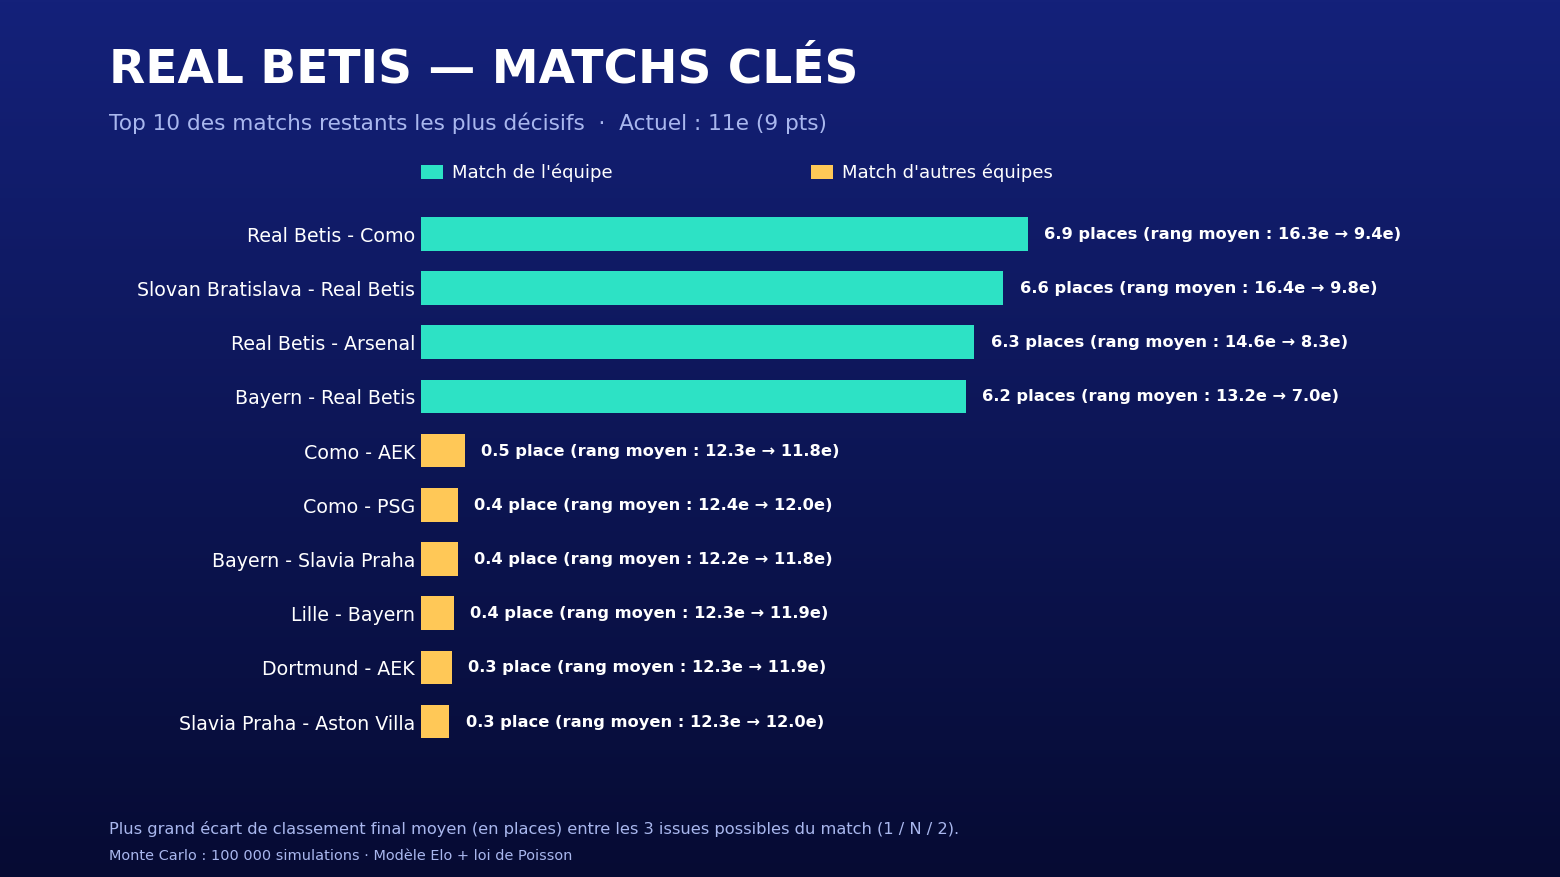 REAL BETIS — MATCHS CLÉS
Top 10 des matchs restants les plus décisifs · Actuel : 11e (9 pts)
Match de l'équipe
Match d'autres équipes
Real Betis - Como 6.9 places (rang moyen : 16.3e → 9.4e)
Slovan Bratislava - Real Betis 6.6 places (rang moyen : 16.4e → 9.8e)
Real Betis - Arsenal 6.3 places (rang moyen : 14.6e → 8.3e)
Bayern - Real Betis 6.2 places (rang moyen : 13.2e → 7.0e)
Como - AEK 0.5 place (rang moyen : 12.3e → 11.8e)
Como - PSG 0.4 place (rang moyen : 12.4e → 12.0e)
Bayern - Slavia Praha 0.4 place (rang moyen : 12.2e → 11.8e)
Lille - Bayern 0.4 place (rang moyen : 12.3e → 11.9e)
Dortmund - AEK 0.3 place (rang moyen : 12.3e → 11.9e)
Slavia Praha - Aston Villa 0.3 place (rang moyen : 12.3e → 12.0e)
Plus grand écart de classement final moyen (en places) entre les 3 issues possibles du match (1 / N / 2).
Monte Carlo : 100 000 simulations · Modèle Elo + loi de Poisson